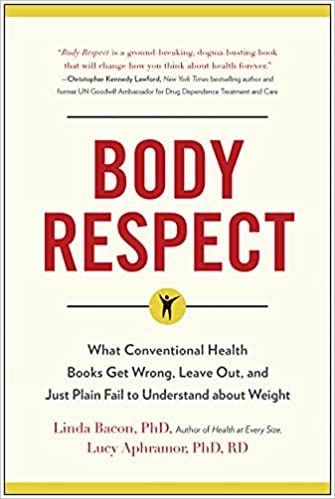 "Body Respect is a ground-breaking, dogma-busting book
that will change how you think about health forever."
—Christopher Kennedy Lawford, New York Times bestselling author and
former UN Goodwill Ambassador for Drug Dependence Treatment and Care
BODY
RESPECT
What Conventional Health
Books Get Wrong, Leave Out, and
Just Plain Fail to Understand about Weight
Linda Bacon, PhD, Author of Health at Every Size,
Lucy Aphramor, PhD, RD